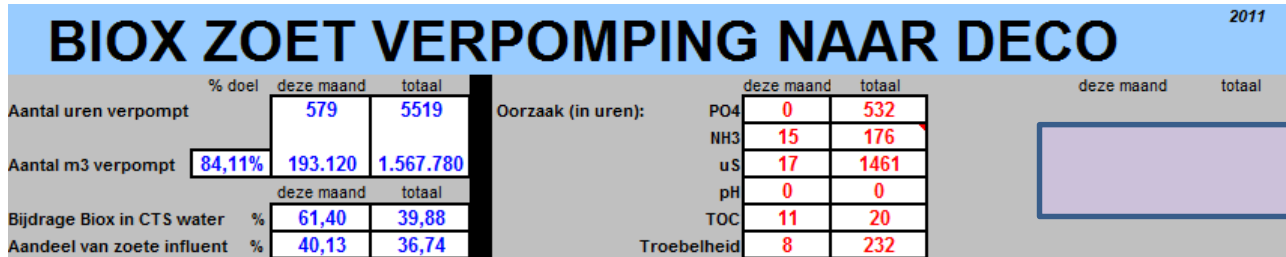 BIOX ZOET VERPOMPING NAAR DECO 2011
% doel deze maand totaal deze maand totaal deze maand totaal
Aantal uren verpompt 579 5519 Oorzaak (in uren): PO4 0 532
NH3 15 176
Aantal m3 verpompt 84,11% 193.120 1.567.780 uS 17 1461
deze maand totaal pH 0 0
Bijdrage Biox in CTS water % 61,40 39,88 TOC 11 20
Aandeel van zoete influent % 40,13 36,74 Troebelheid 8 232